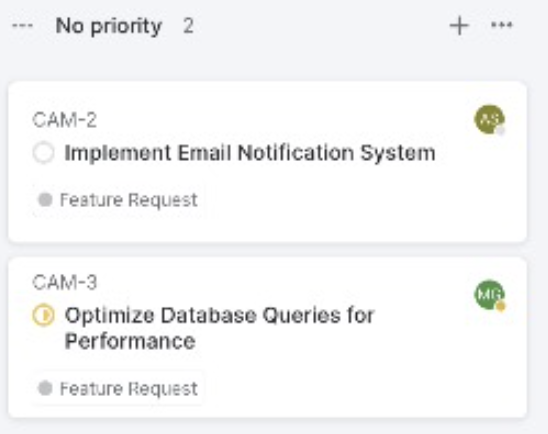 No priority 2
CAM-2
AS
Implement Email Notification System
Feature Request
CAM-3
MG
Optimize Database Queries for
Performance
Feature Request